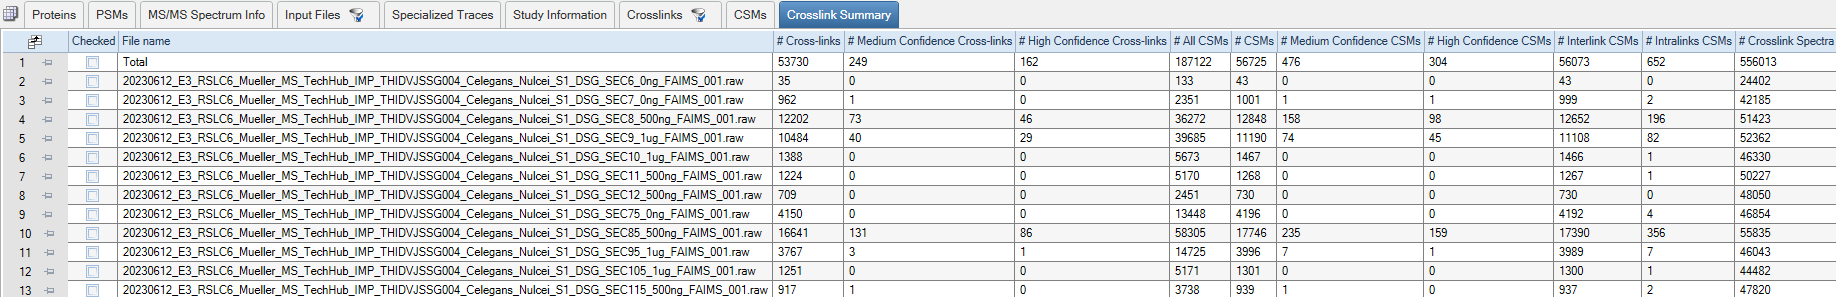 Proteins PSMs MS/MS Spectrum Info Input Files Specialized Traces Study Information Crosslinks CSMs Crosslink Summary
Checked File name # Cross-links # Medium Confidence Cross-links # High Confidence Cross-links # All CSMs # CSMs # Medium Confidence CSMs # High Confidence CSMs # Interlink CSMs # Intralinks CSMs # Crosslink Spectra
1 Total 53730 249 162 187122 56725 476 304 56073 652 556013
2 20230612_E3_RSLC6_Mueller_MS_TechHub_IMP_THIDVJSSG004_Celegans_Nulcei_S1_DSG_SEC6_0ng_FAIMS_001.raw 35 0 0 133 43 0 0 43 0 24402
3 20230612_E3_RSLC6_Mueller_MS_TechHub_IMP_THIDVJSSG004_Celegans_Nulcei_S1_DSG_SEC7_0ng_FAIMS_001.raw 962 1 0 2351 1001 1 1 999 2 42185
4 20230612_E3_RSLC6_Mueller_MS_TechHub_IMP_THIDVJSSG004_Celegans_Nulcei_S1_DSG_SEC8_500ng_FAIMS_001.raw 12202 73 46 36272 12848 158 98 12652 196 51423
5 20230612_E3_RSLC6_Mueller_MS_TechHub_IMP_THIDVJSSG004_Celegans_Nulcei_S1_DSG_SEC9_1ug_FAIMS_001.raw 10484 40 29 39685 11190 74 45 11108 82 52362
6 20230612_E3_RSLC6_Mueller_MS_TechHub_IMP_THIDVJSSG004_Celegans_Nulcei_S1_DSG_SEC10_1ug_FAIMS_001.raw 1388 0 0 5673 1467 0 0 1466 1 46330
7 20230612_E3_RSLC6_Mueller_MS_TechHub_IMP_THIDVJSSG004_Celegans_Nulcei_S1_DSG_SEC11_500ng_FAIMS_001.raw 1224 0 0 5170 1268 0 0 1267 1 50227
8 20230612_E3_RSLC6_Mueller_MS_TechHub_IMP_THIDVJSSG004_Celegans_Nulcei_S1_DSG_SEC12_500ng_FAIMS_001.raw 709 0 0 2451 730 0 0 730 0 48050
9 20230612_E3_RSLC6_Mueller_MS_TechHub_IMP_THIDVJSSG004_Celegans_Nulcei_S1_DSG_SEC75_0ng_FAIMS_001.raw 4150 0 0 13448 4196 0 0 4192 4 46854
10 20230612_E3_RSLC6_Mueller_MS_TechHub_IMP_THIDVJSSG004_Celegans_Nulcei_S1_DSG_SEC85_500ng_FAIMS_001.raw 16641 131 86 58305 17746 235 159 17390 356 55835
11 20230612_E3_RSLC6_Mueller_MS_TechHub_IMP_THIDVJSSG004_Celegans_Nulcei_S1_DSG_SEC95_1ug_FAIMS_001.raw 3767 3 1 14725 3996 7 1 3989 7 46043
12 20230612_E3_RSLC6_Mueller_MS_TechHub_IMP_THIDVJSSG004_Celegans_Nulcei_S1_DSG_SEC105_1ug_FAIMS_001.raw 1251 0 0 5171 1301 0 0 1300 1 44482
13 20230612_E3_RSLC6_Mueller_MS_TechHub_IMP_THIDVJSSG004_Celegans_Nulcei_S1_DSG_SEC115_500ng_FAIMS_001.raw 917 1 0 3738 939 1 0 937 2 47820